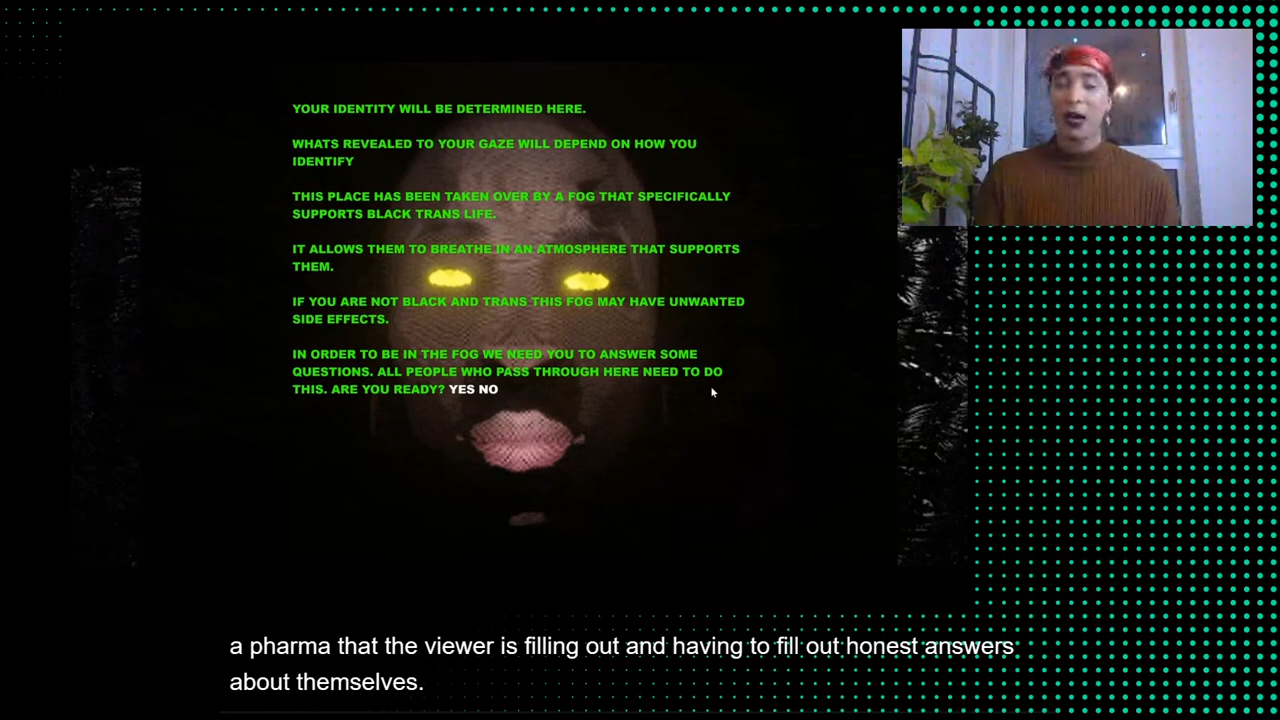 YOUR IDENTITY WILL BE DETERMINED HERE.
WHATS REVEALED TO YOUR GAZE WILL DEPEND ON HOW YOU
IDENTIFY
THIS PLACE HAS BEEN TAKEN OVER BY A FOG THAT SPECIFICALLY
SUPPORTS BLACK TRANS LIFE.
IT ALLOWS THEM TO BREATHE IN AN ATMOSPHERE THAT SUPPORTS
THEM.
IF YOU ARE NOT BLACK AND TRANS THIS FOG MAY HAVE UNWANTED
SIDE EFFECTS.
IN ORDER TO BE IN THE FOG WE NEED YOU TO ANSWER SOME
QUESTIONS. ALL PEOPLE WHO PASS THROUGH HERE NEED TO DO
THIS. ARE YOU READY? YES NO
a pharma that the viewer is filling out and having to fill out honest answers
about themselves.